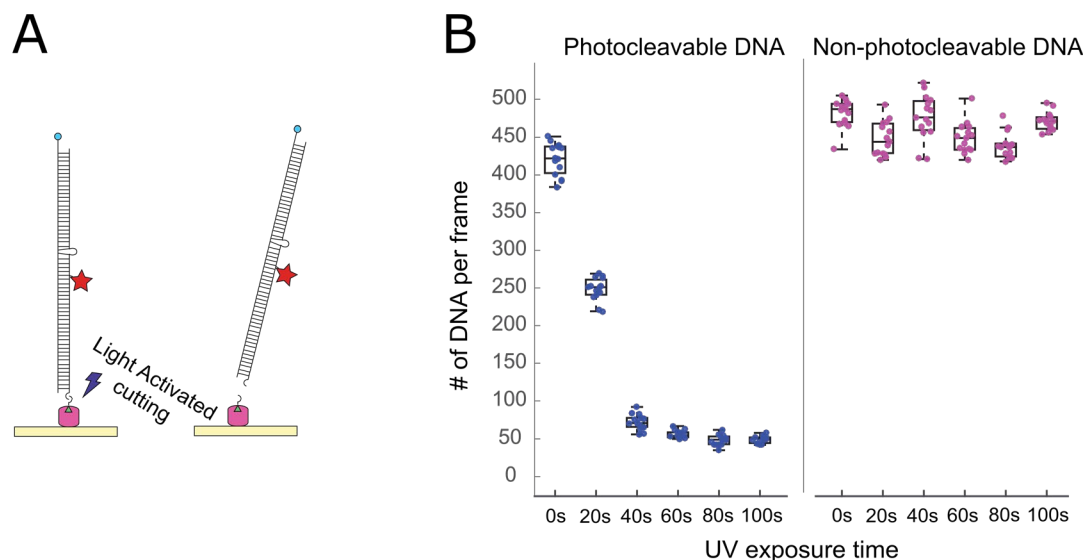 A
Light Activated
cutting
B
Photocleavable DNA
Non-photocleavable DNA
# of DNA per frame
500
450
400
350
300
250
200
150
100
50
0
0s 20s 40s 60s 80s 100s
0s 20s 40s 60s 80s 100s
UV exposure time